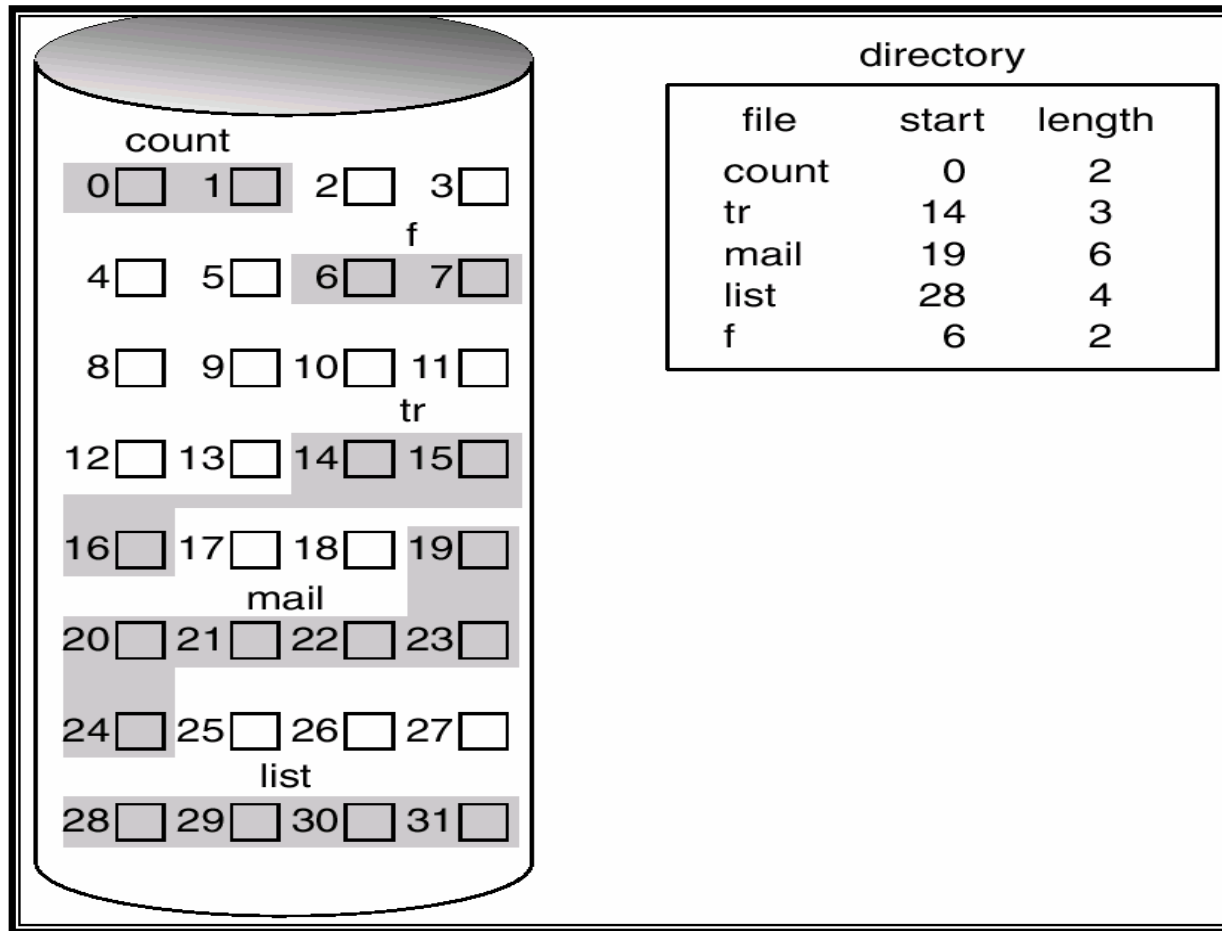 count
0 1 2 3
f
4 5 6 7
8 9 10 11
tr
12 13 14 15
16 17 18 19
mail
20 21 22 23
24 25 26 27
list
28 29 30 31
directory
file start length
count 0 2
tr 14 3
mail 19 6
list 28 4
f 6 2